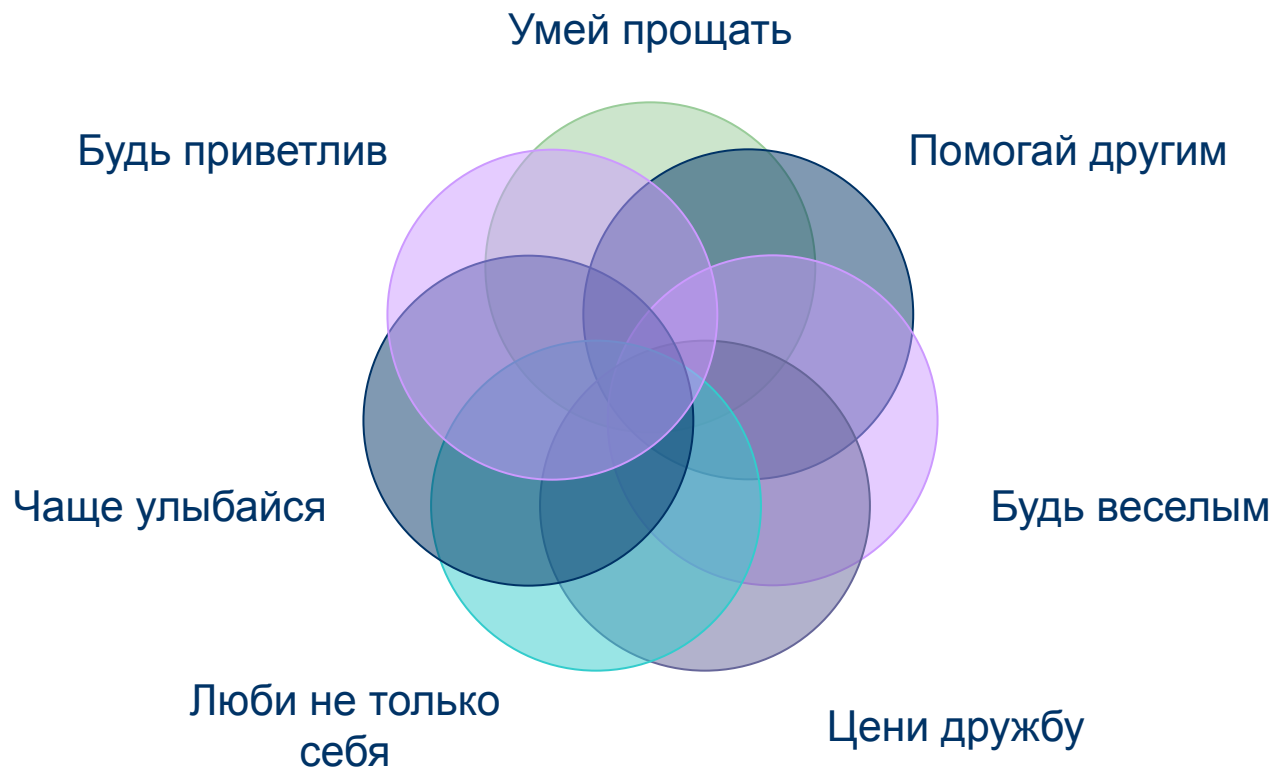 Умей прощать
Будь приветлив
Помогай другим
Чаще улыбайся
Будь веселым
Люби не только
себя
Цени дружбу